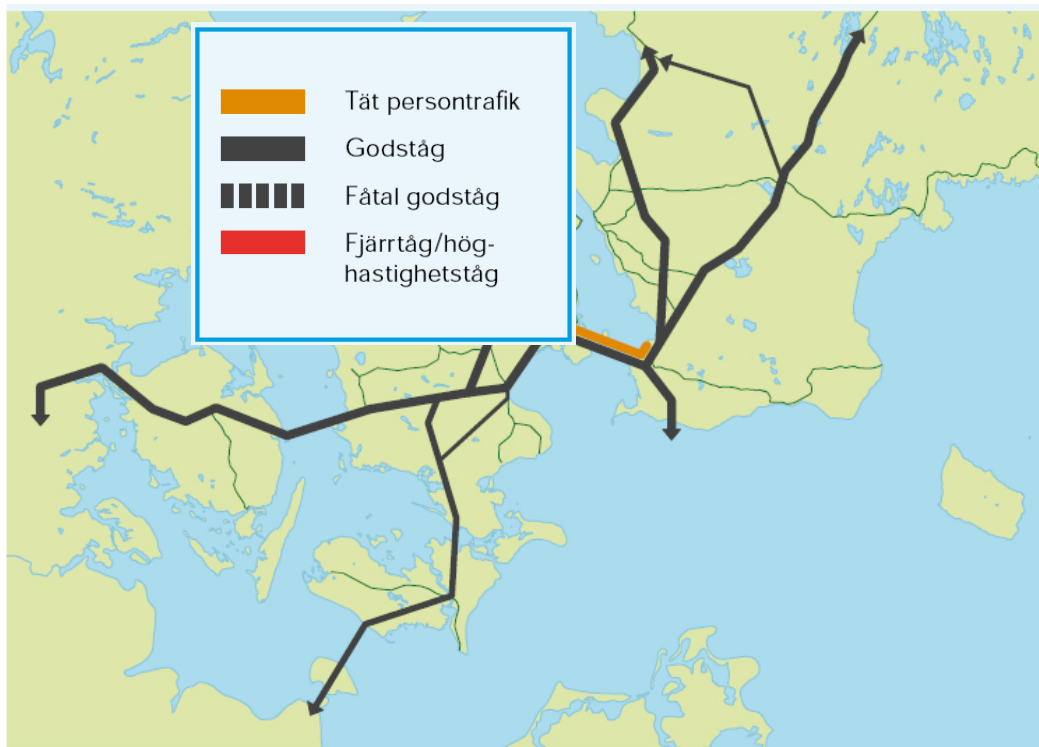 Tät persontrafik
Godståg
Fåtal godståg
Fjärrtåg/hög-
hastighetståg